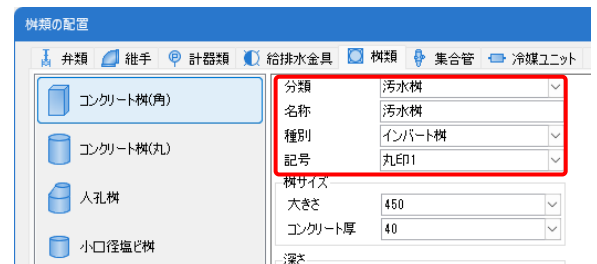 弁類の配置
弁類 継手 計器類 給排水金具 桝類 集合管 冷媒ユニット
コンクリート桝(角)
コンクリート桝(丸)
人孔桝
小口径塩ビ桝
分類 汚水桝
名称 汚水桝
種別 インバート桝
記号 丸印1
桝サイズ
大きさ 450
コンクリート厚 40
深さ